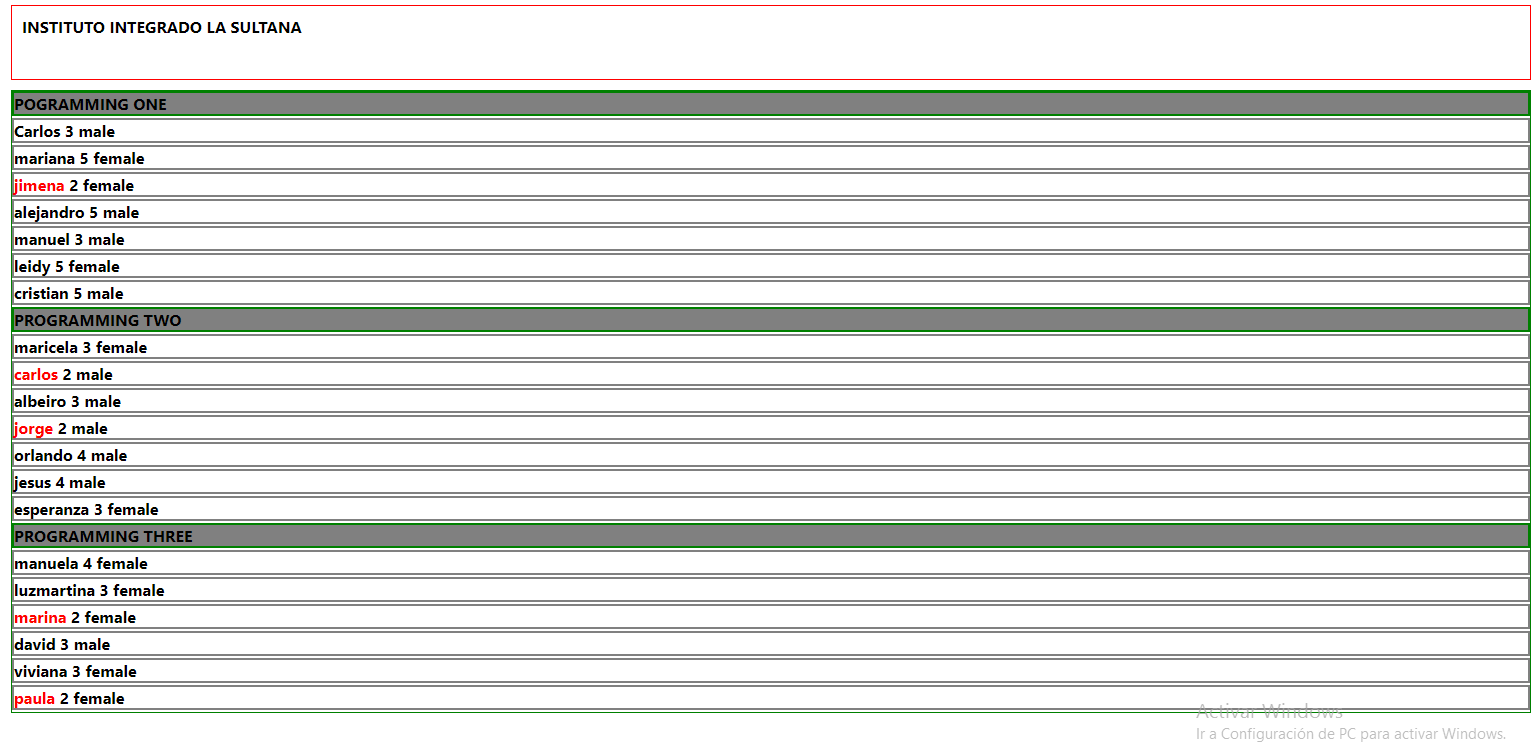 INSTITUTO INTEGRADO LA SULTANA
POGRAMMING ONE
Carlos 3 male
mariana 5 female
jimena 2 female
alejandro 5 male
manuel 3 male
leidy 5 female
cristian 5 male
PROGRAMMING TWO
maricela 3 female
carlos 2 male
albeiro 3 male
jorge 2 male
orlando 4 male
jesus 4 male
esperanza 3 female
PROGRAMMING THREE
manuela 4 female
luzmartina 3 female
marina 2 female
david 3 male
viviana 3 female
paula 2 female
Activar Windows
Ir a Configuración de PC para activar Windows.